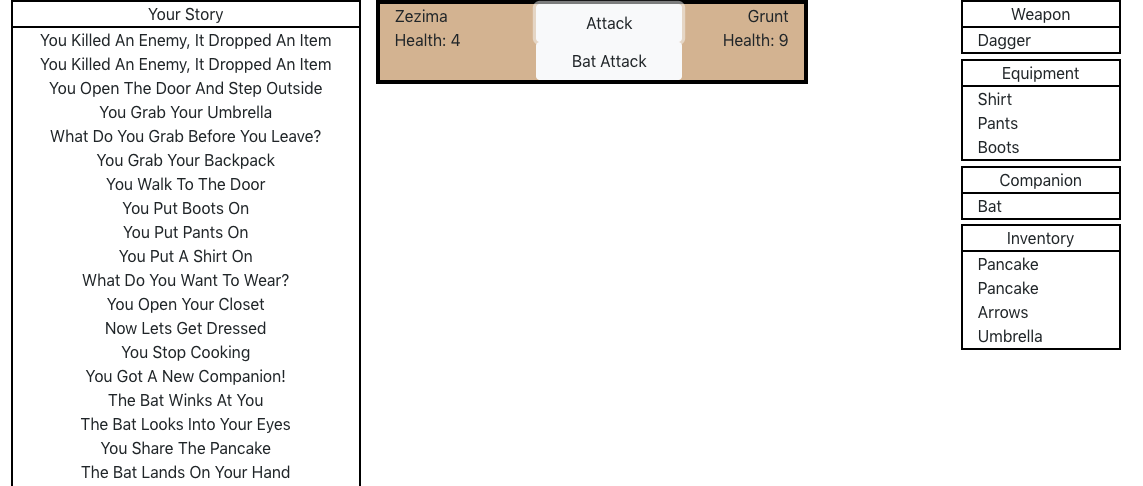 Your Story
You Killed An Enemy, It Dropped An Item
You Killed An Enemy, It Dropped An Item
You Open The Door And Step Outside
You Grab Your Umbrella
What Do You Grab Before You Leave?
You Grab Your Backpack
You Walk To The Door
You Put Boots On
You Put Pants On
You Put A Shirt On
What Do You Want To Wear?
You Open Your Closet
Now Lets Get Dressed
You Stop Cooking
You Got A New Companion!
The Bat Winks At You
The Bat Looks Into Your Eyes
You Share The Pancake
The Bat Lands On Your Hand
Zezima
Health: 4
Attack
Bat Attack
Grunt
Health: 9
Weapon
Dagger
Equipment
Shirt
Pants
Boots
Companion
Bat
Inventory
Pancake
Pancake
Arrows
Umbrella